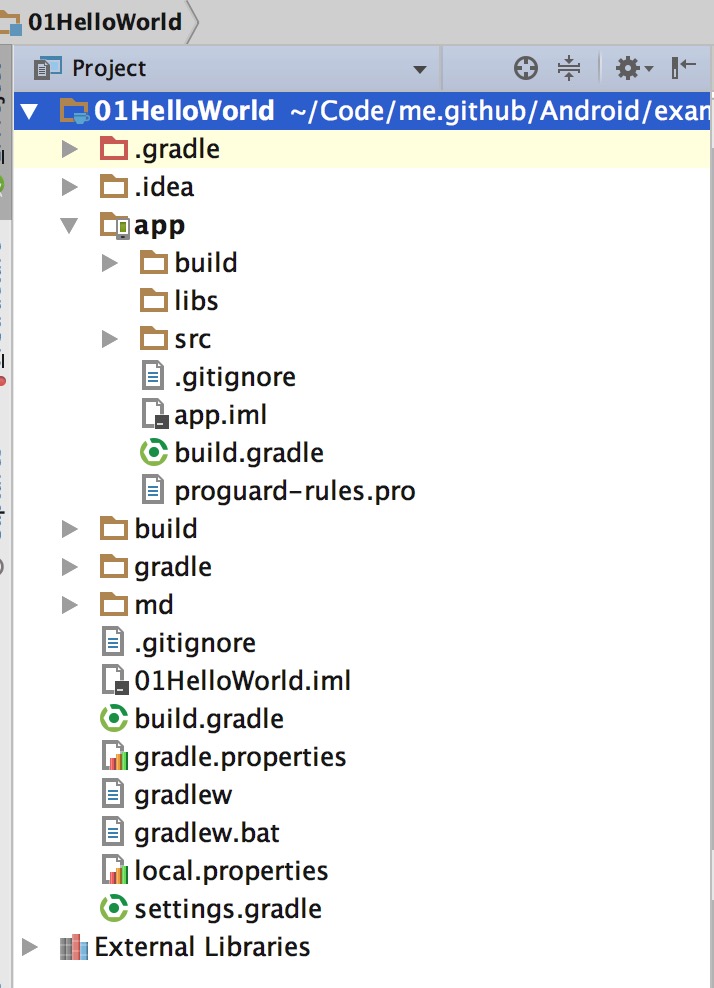 01HelloWorld
Project
01HelloWorld ~/Code/me.github/Android/exam
.gradle
.idea
app
build
libs
src
.gitignore
app.iml
build.gradle
proguard-rules.pro
build
gradle
md
.gitignore
01HelloWorld.iml
build.gradle
gradle.properties
gradlew
gradlew.bat
local.properties
settings.gradle
External Libraries